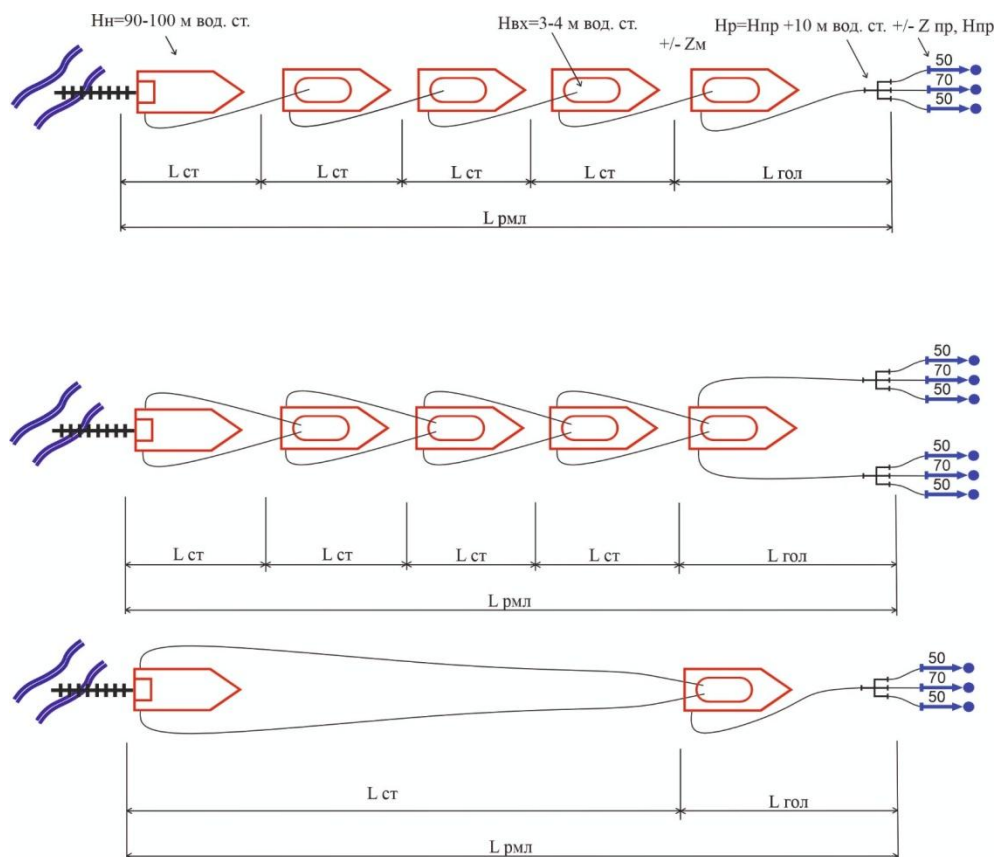 Нн=90-100 м вод. ст.
Нвх=3-4 м вод. ст.
+/- Zм
Нр=Нпр +10 м вод. ст. +/- Z пр, Нпр
50
70
50
L ст
L ст
L ст
L ст
L гол
L рмл
50
70
50
50
70
50
L ст
L ст
L ст
L ст
L гол
L рмл
50
70
50
L ст
L гол
L рмл